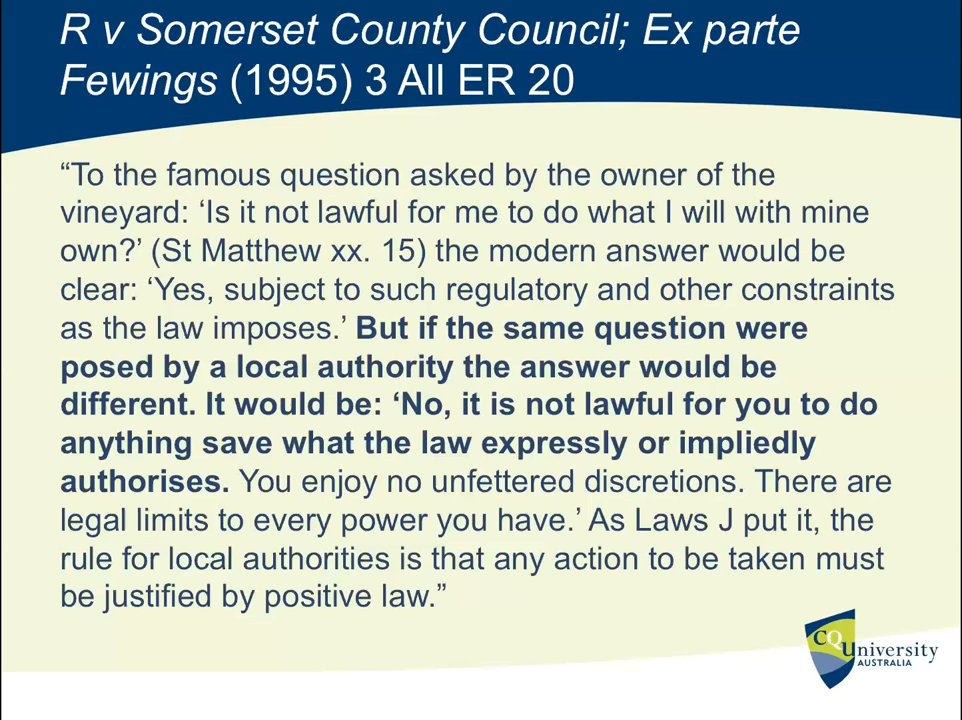 R v Somerset County Council; Ex parte
Fewings (1995) 3 All ER 20
“To the famous question asked by the owner of the
vineyard: ‘Is it not lawful for me to do what I will with mine
own?’ (St Matthew xx. 15) the modern answer would be
clear: ‘Yes, subject to such regulatory and other constraints
as the law imposes.’ But if the same question were
posed by a local authority the answer would be
different. It would be: ‘No, it is not lawful for you to do
anything save what the law expressly or impliedly
authorises. You enjoy no unfettered discretions. There are
legal limits to every power you have.’ As Laws J put it, the
rule for local authorities is that any action to be taken must
be justified by positive law.”
CQUniversity
AUSTRALIA